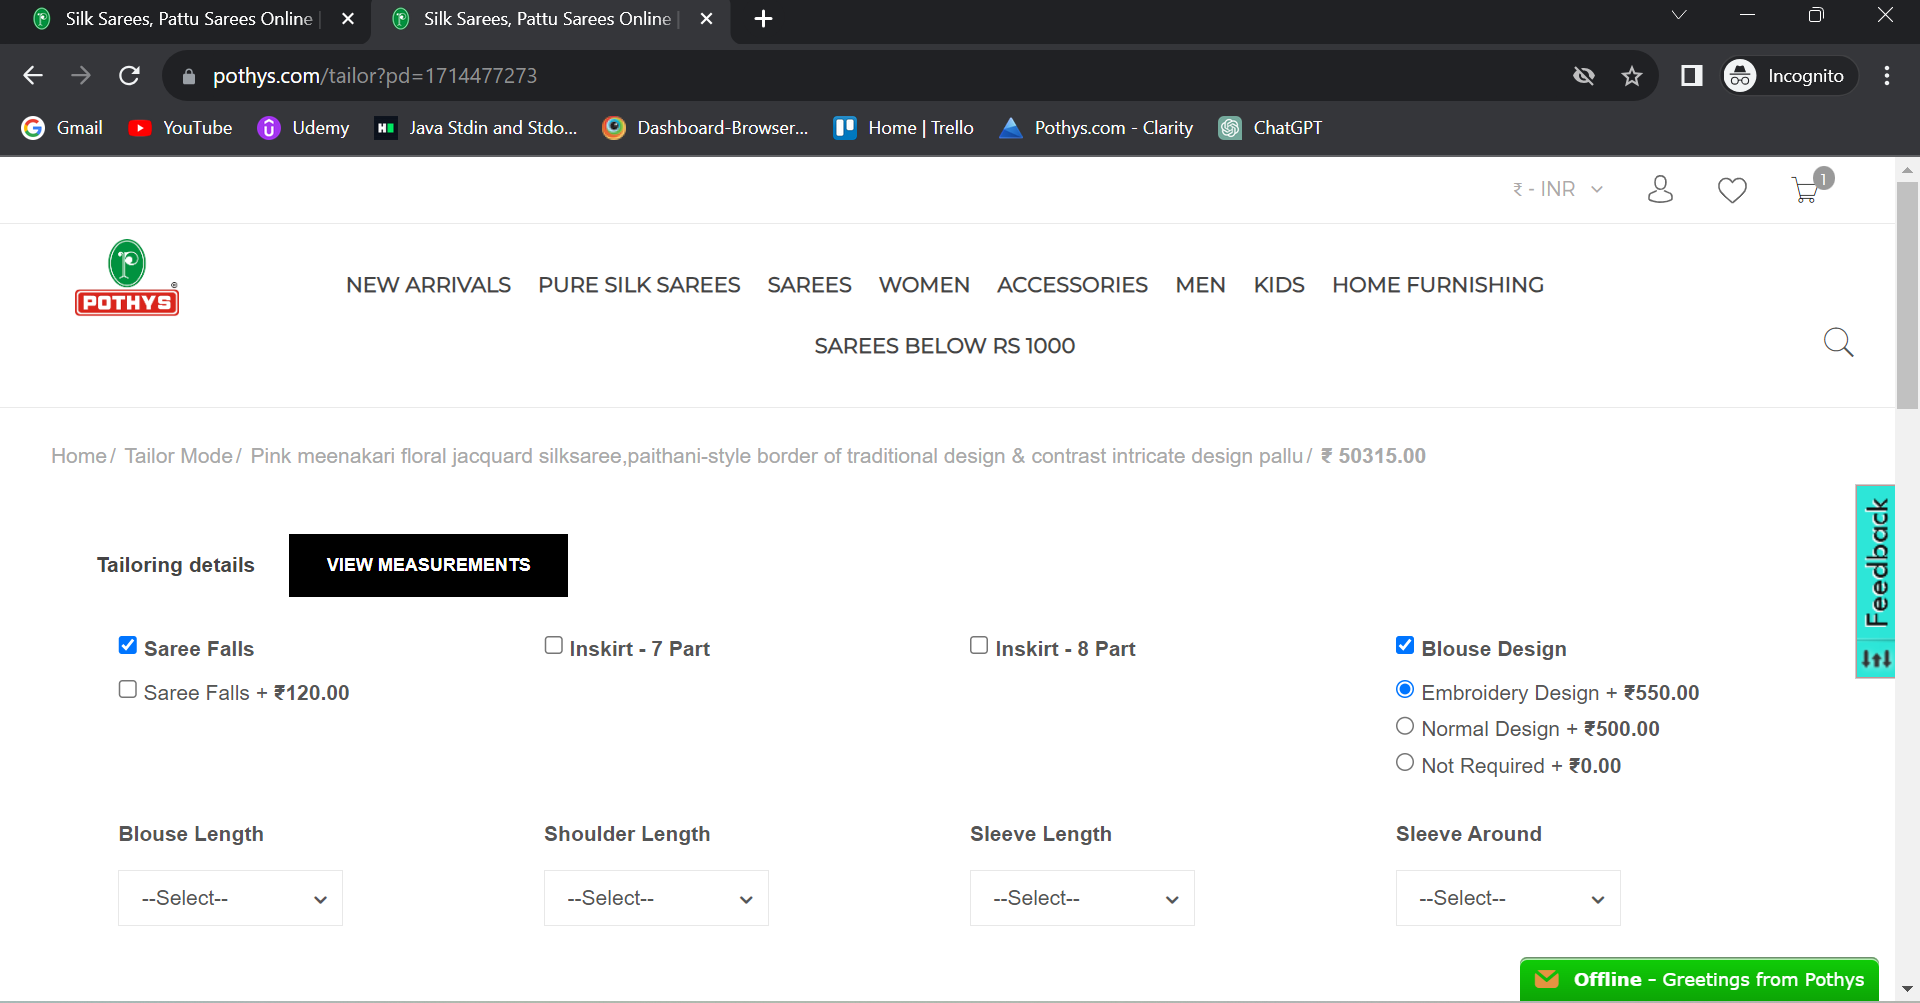 Silk Sarees, Pattu Sarees Online
Silk Sarees, Pattu Sarees Online
pothys.com/tailor?pd=1714477273
Incognito
Gmail
YouTube
Udemy
Java Stdin and Stdo...
Dashboard-Browser...
Home | Trello
Pothys.com - Clarity
ChatGPT
₹ - INR
1
POTHYS
NEW ARRIVALS PURE SILK SAREES SAREES WOMEN ACCESSORIES MEN KIDS HOME FURNISHING
SAREES BELOW RS 1000
Home/ Tailor Mode/ Pink meenakari floral jacquard silksaree,paithani-style border of traditional design & contrast intricate design pallu/ ₹ 50315.00
Feedback
Tailoring details
VIEW MEASUREMENTS
Saree Falls
Saree Falls + ₹120.00
Inskirt - 7 Part
Inskirt - 8 Part
Blouse Design
Embroidery Design + ₹550.00
Normal Design + ₹500.00
Not Required + ₹0.00
Blouse Length
--Select--
Shoulder Length
--Select--
Sleeve Length
--Select--
Sleeve Around
--Select--
Offline - Greetings from Pothys